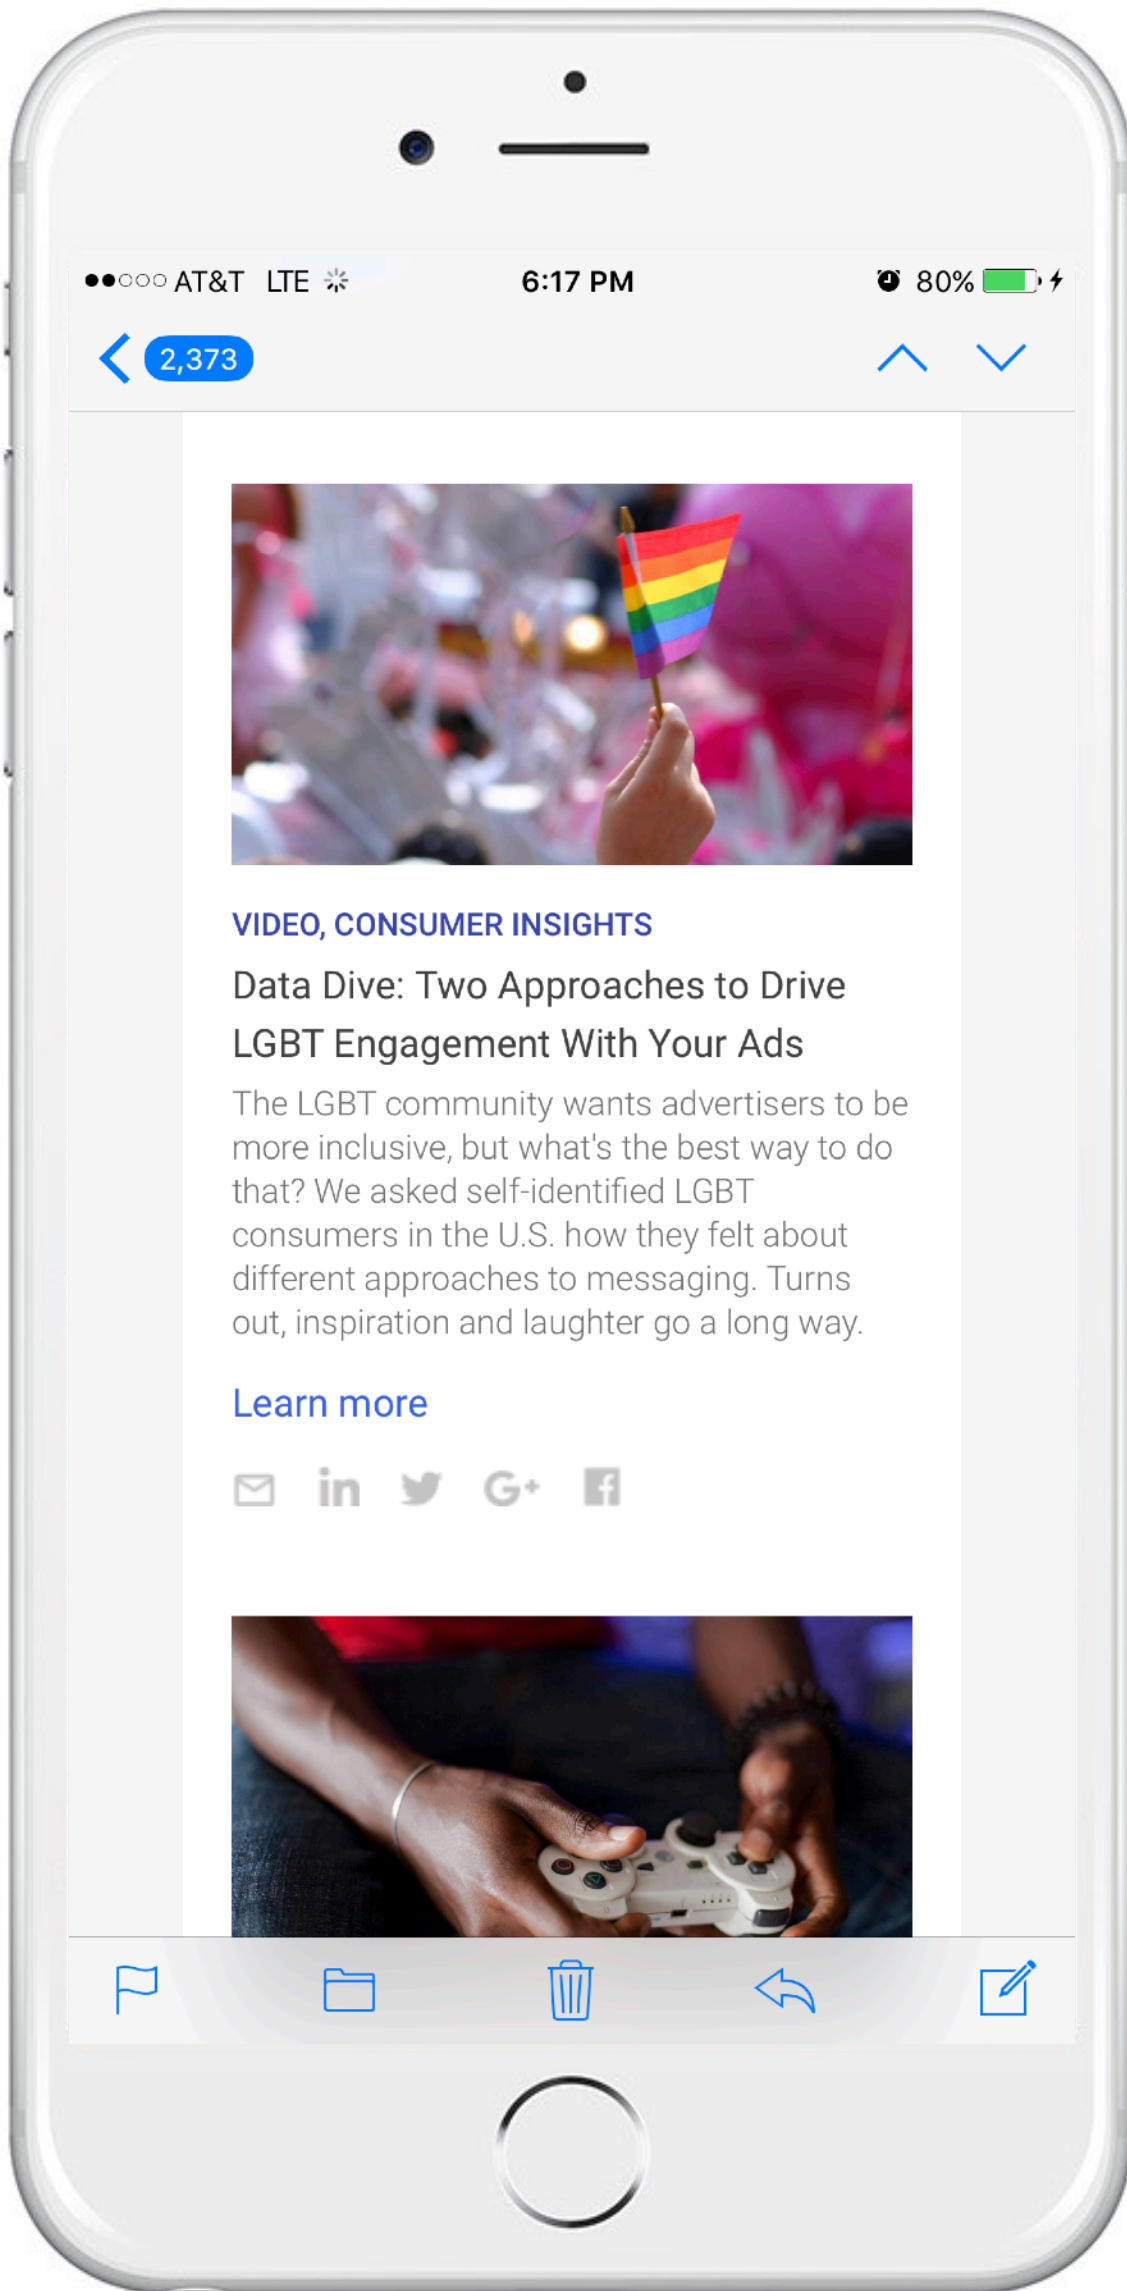 AT&T LTE 6:17 PM 80%
2,373
VIDEO, CONSUMER INSIGHTS
Data Dive: Two Approaches to Drive
LGBT Engagement With Your Ads
The LGBT community wants advertisers to be
more inclusive, but what's the best way to do
that? We asked self-identified LGBT
consumers in the U.S. how they felt about
different approaches to messaging. Turns
out, inspiration and laughter go a long way.
Learn more
in G+ f